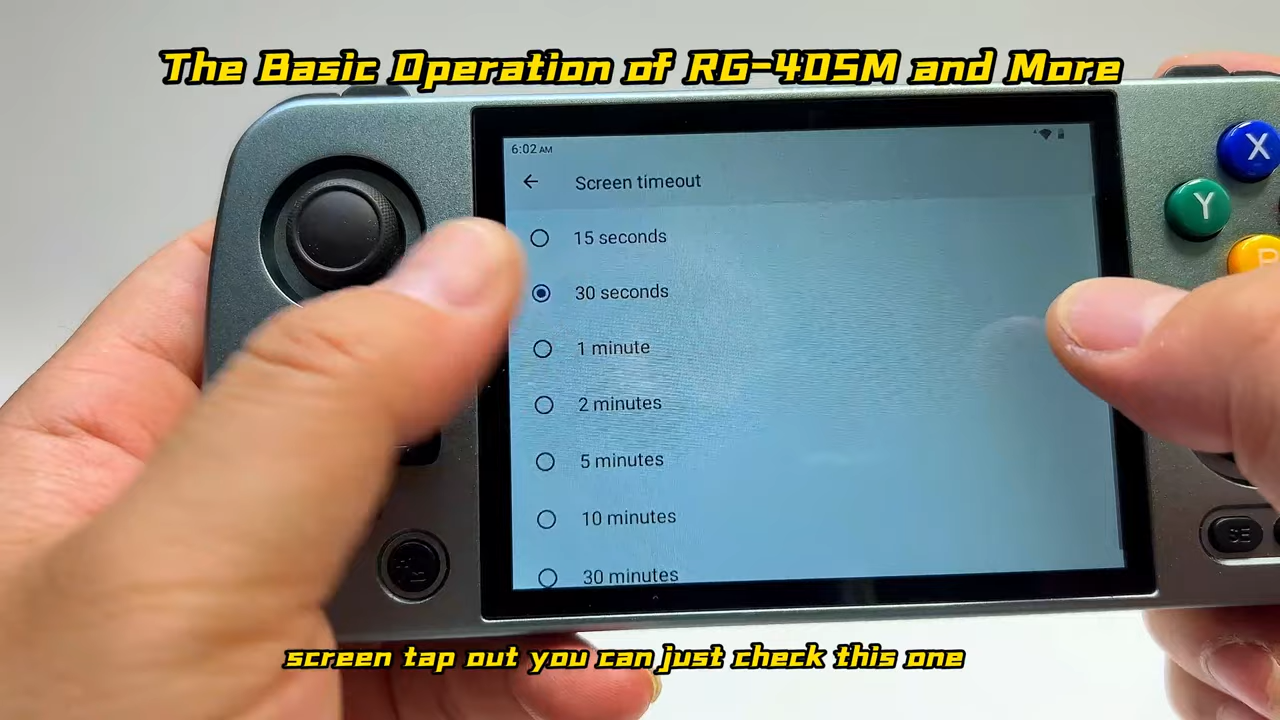 The Basic Operation of RG-405M and More
6:02 AM
Screen timeout
15 seconds
30 seconds
1 minute
2 minutes
5 minutes
10 minutes
30 minutes
X
Y
SE
screen tap out you can just check this one